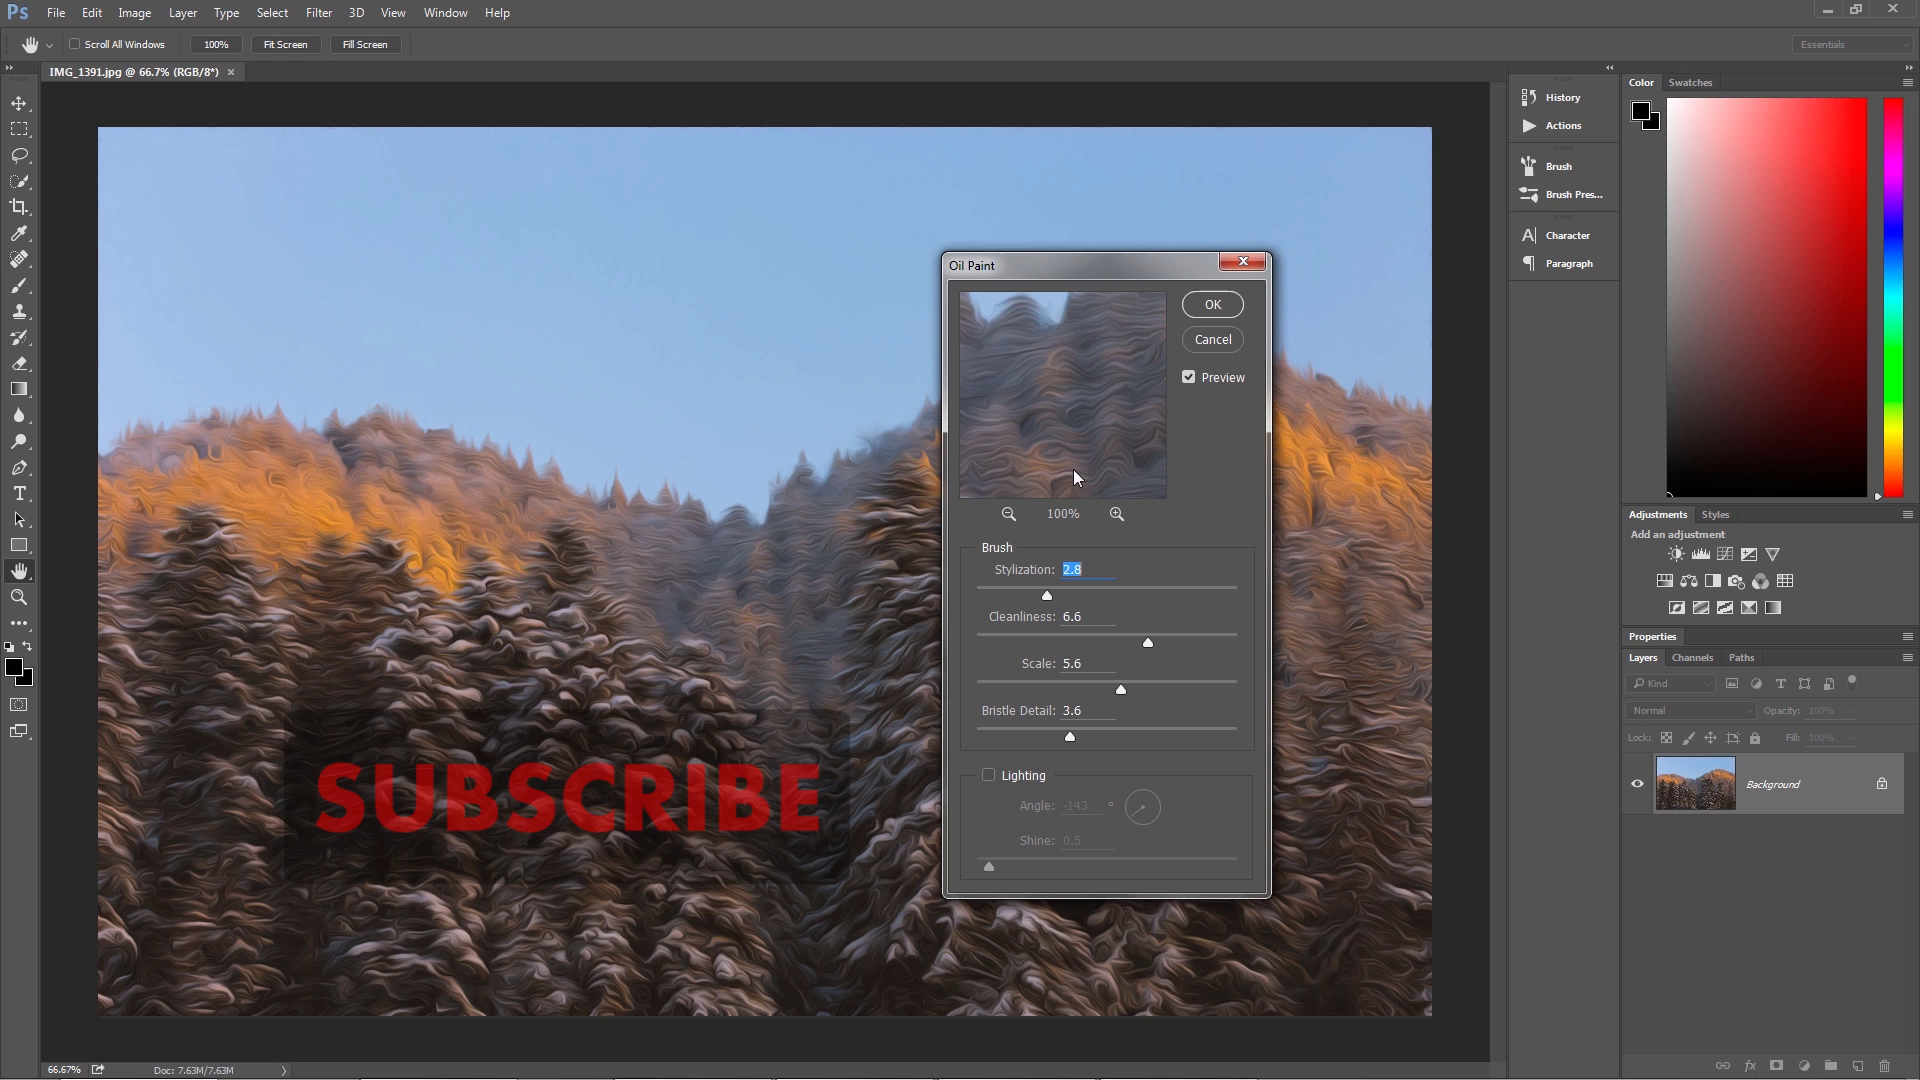 Ps File Edit Image Layer Type Select Filter 3D View Window Help
Scroll All Windows 100% Fit Screen Fill Screen Essentials
IMG_1391.jpg @ 66.7% (RGB/8*) ×
History
Actions
Brush
Brush Pres...
Character
Paragraph
Color Swatches
Oil Paint
OK
Cancel
Preview
100%
Brush
Stylization: 2.8
Cleanliness: 6.6
Scale: 5.6
Bristle Detail: 3.6
Lighting
Angle: -143 °
Shine: 0.5
SUBSCRIBE
Adjustments Styles
Add an adjustment
Properties
Layers Channels Paths
Kind
Normal Opacity: 100%
Lock: Fill: 100%
Background
66.67% Doc: 7.63M/7.63M